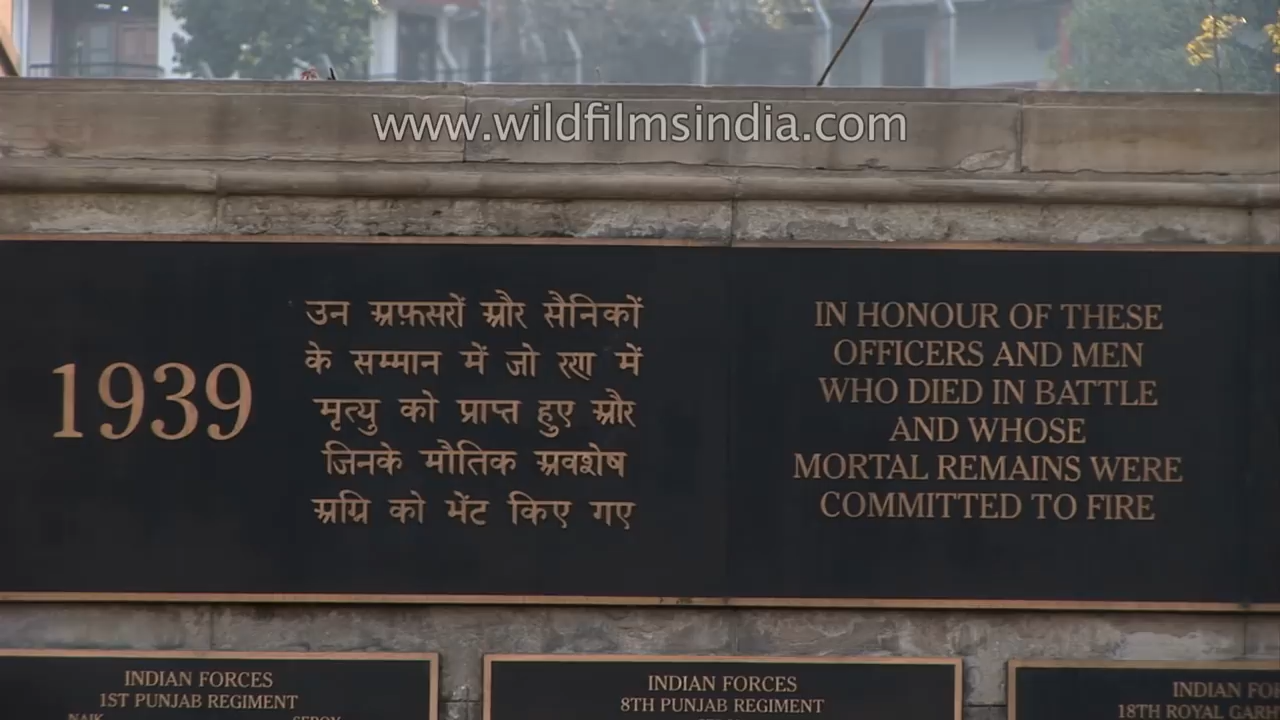 www.wildfilmsindia.com
1939
उन अफ़सरों और सैनिकों
के सम्मान में जो रण में
मृत्यु को प्राप्त हुए और
जिनके भौतिक अवशेष
अग्नि को भेंट किए गए
IN HONOUR OF THESE
OFFICERS AND MEN
WHO DIED IN BATTLE
AND WHOSE
MORTAL REMAINS WERE
COMMITTED TO FIRE
INDIAN FORCES
1ST PUNJAB REGIMENT
NAIK SEPOY
INDIAN FORCES
8TH PUNJAB REGIMENT
INDIAN
18TH ROYAL